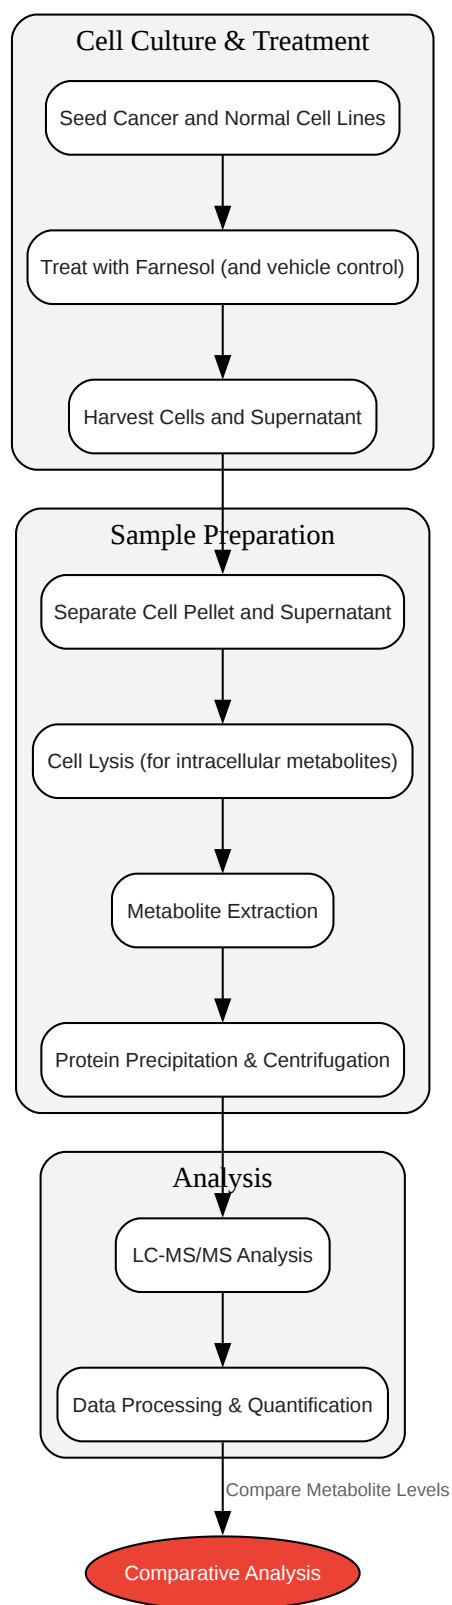 Cell Culture & Treatment
Seed Cancer and Normal Cell Lines
Treat with Farnesol (and vehicle control)
Harvest Cells and Supernatant
Sample Preparation
Separate Cell Pellet and Supernatant
Cell Lysis (for intracellular metabolites)
Metabolite Extraction
Protein Precipitation & Centrifugation
Analysis
LC-MS/MS Analysis
Data Processing & Quantification
Compare Metabolite Levels
Comparative Analysis